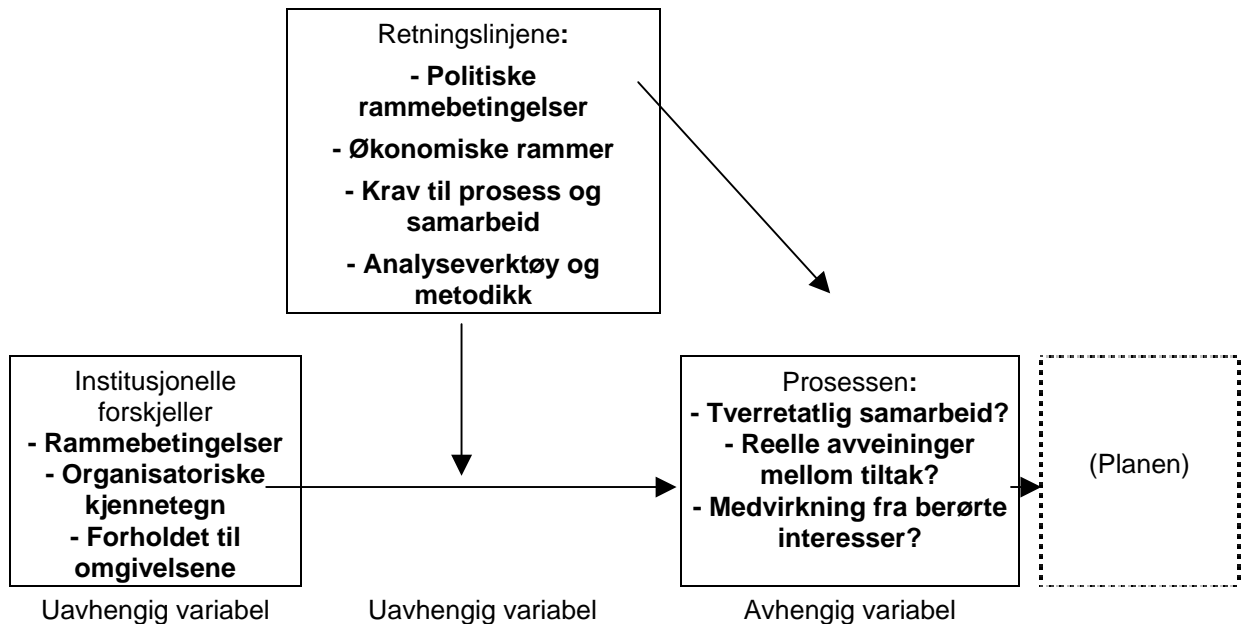 Retningslinjene:
- Politiske
rammebetingelser
- Økonomiske rammer
- Krav til prosess og
samarbeid
- Analyseverktøy og
metodikk
Institusjonelle
forskjeller
- Rammebetingelser
- Organisatoriske
kjennetegn
- Forholdet til
omgivelsene
Prosessen:
- Tverretatlig samarbeid?
- Reelle avveininger
mellom tiltak?
- Medvirkning fra berørte
interesser?
(Planen)
Uavhengig variabel
Uavhengig variabel
Avhengig variabel